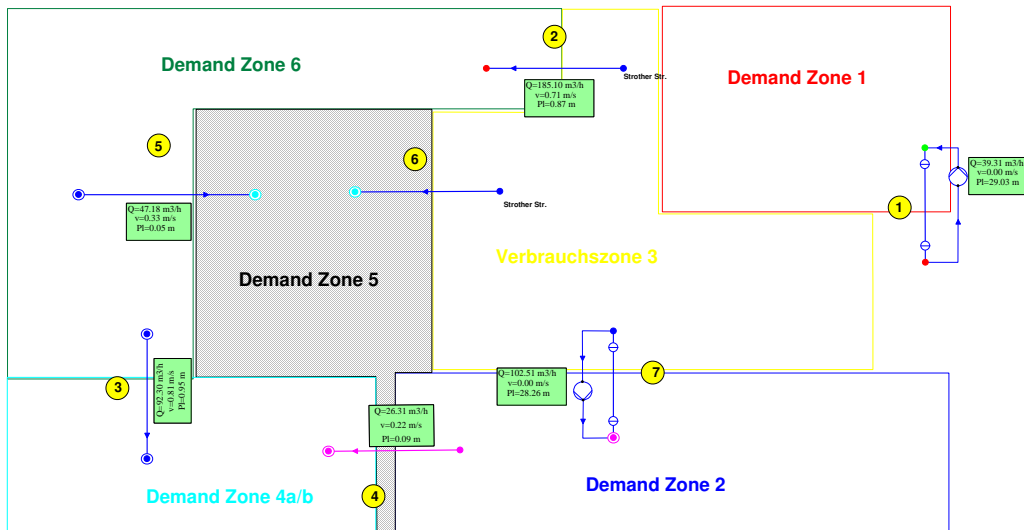 2
Demand Zone 6
Strother Str.
Demand Zone 1
Q=185.10 m3/h
v=0.71 m/s
Pl=0.87 m
5
6
Q=39.31 m3/h
v=0.00 m/s
Pl=29.03 m
1
Q=47.18 m3/h
v=0.33 m/s
Pl=0.05 m
Strother Str.
Verbrauchszone 3
Demand Zone 5
3
Q=92.30 m3/h
v=0.81 m/s
Pl=0.95 m
Q=102.51 m3/h
v=0.00 m/s
Pl=28.26 m
7
Q=26.31 m3/h
v=0.22 m/s
Pl=0.09 m
Demand Zone 4a/b
4
Demand Zone 2